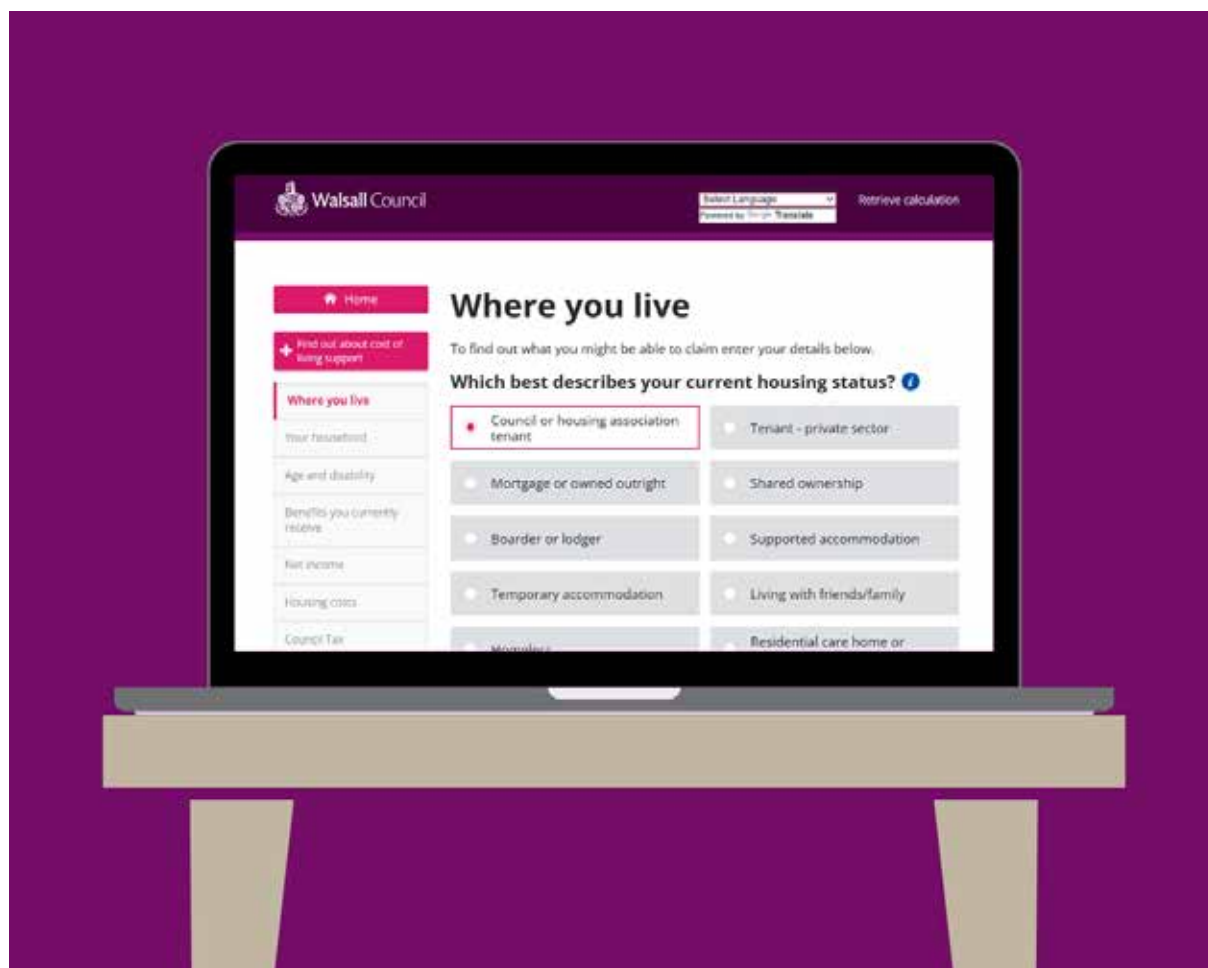 Walsall Council
Select Language
Powered by Google Translate
Retrieve calculation
Home
Find out about cost of
living support
Where you live
Your household
Age and disability
Benefits you currently
receive
Net income
Housing costs
Council Tax
Where you live
To find out what you might be able to claim enter your details below.
Which best describes your current housing status?
Council or housing association
tenant
Tenant - private sector
Mortgage or owned outright
Shared ownership
Boarder or lodger
Supported accommodation
Temporary accommodation
Living with friends/family
Homeless
Residential care home or